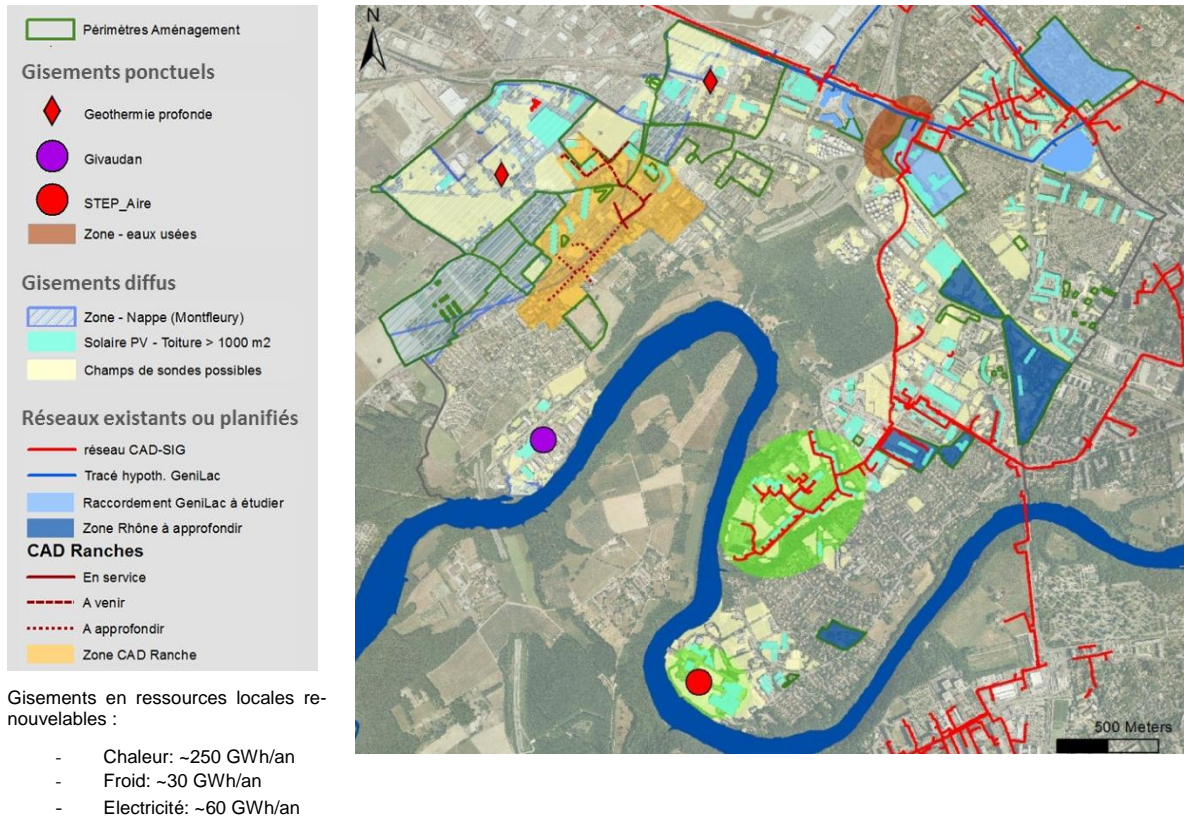 Périmètres Aménagement
Gisements ponctuels
Geothermie profonde
Givaudan
STEP_Aire
Zone - eaux usées
Gisements diffus
Zone - Nappe (Montfleury)
Solaire PV - Toiture > 1000 m2
Champs de sondes possibles
Réseaux existants ou planifiés
réseau CAD-SIG
Tracé hypoth. GeniLac
Raccordement GeniLac à étudier
Zone Rhône à approfondir
CAD Ranches
En service
A venir
A approfondir
Zone CAD Ranche
Gisements en ressources locales re-
nouvelables :
- Chaleur: ~250 GWh/an
- Froid: ~30 GWh/an
- Electricité: ~60 GWh/an
N
500 Meters